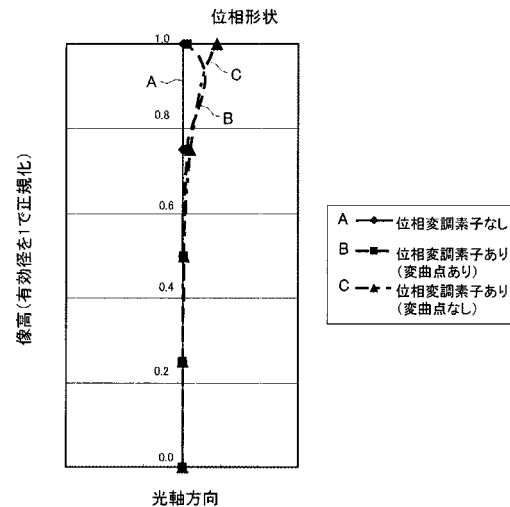 位相形状
1.0
0.8
0.6
0.4
0.2
0.0
A
C
B
像高(有効径を1で正規化)
光軸方向
A 位相変調素子なし
B 位相変調素子あり
(変曲点あり)
C 位相変調素子あり
(変曲点なし)